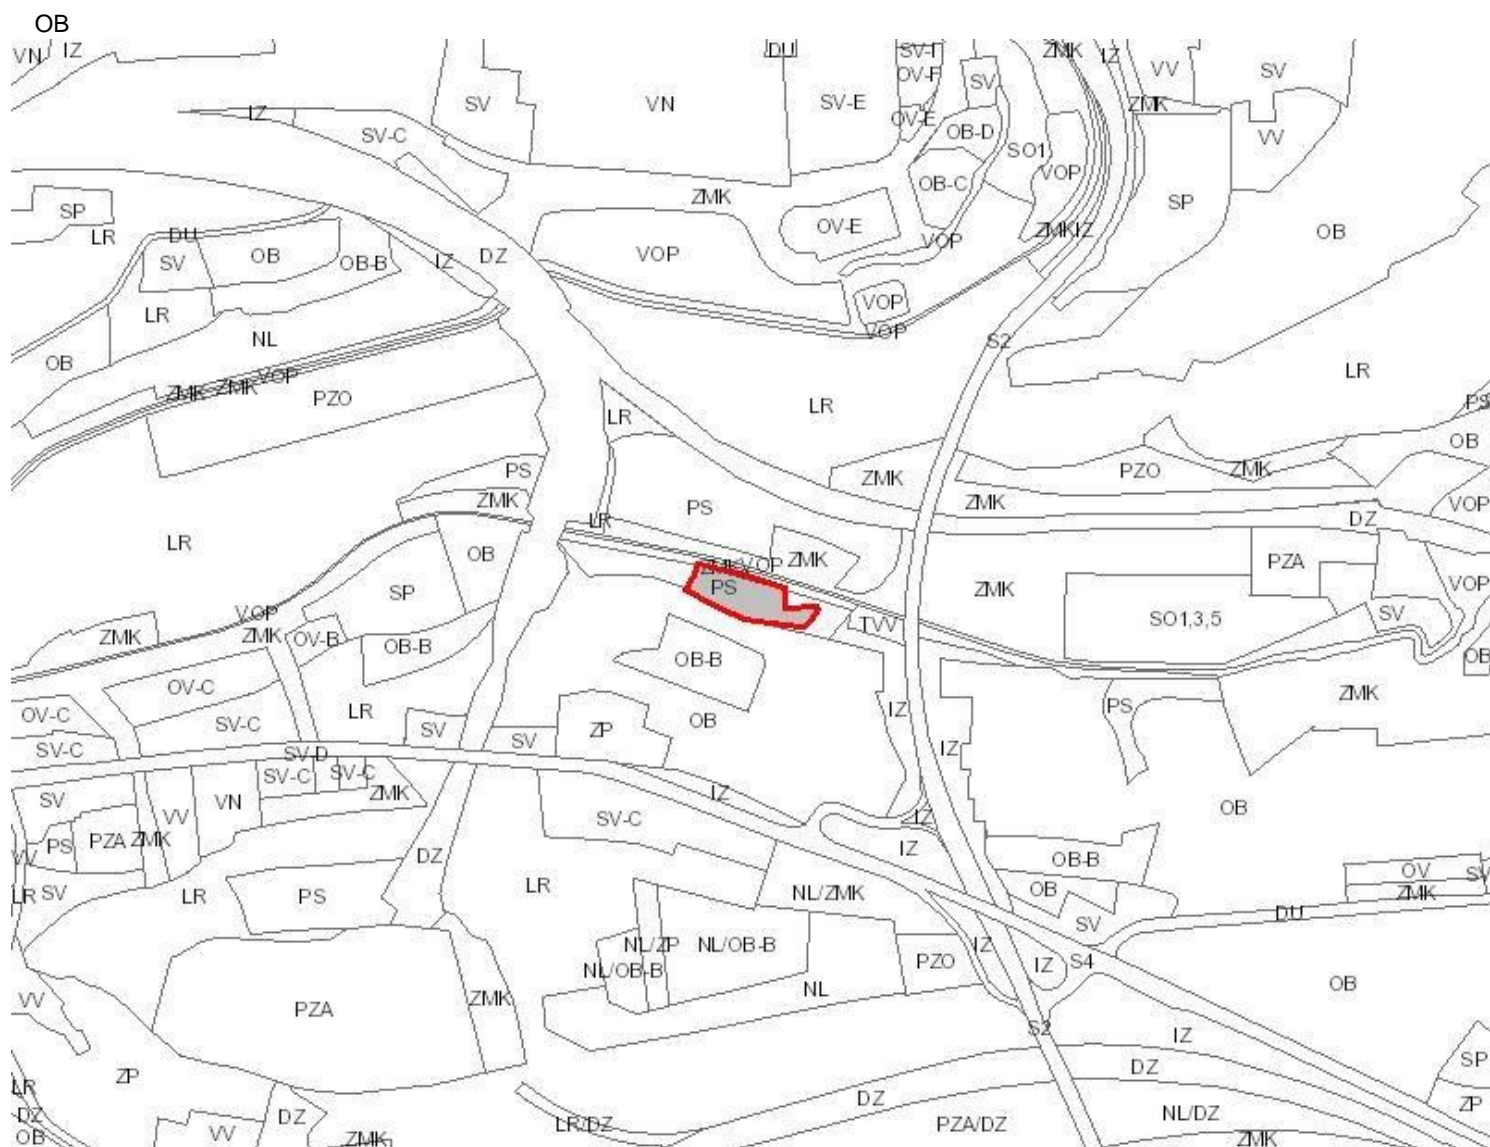 OB
VN IZ DU ZMK IZ
SV VN SV-E SV-I OV-F SV VV SV
IZ SV-C OV-E OB-D ZMK VV
SO1 VOP
OB-C
SP ZMK SP
LR DU OV-E ZMK IZ OB
SV OB OB-B IZ DZ VOP VOP
LR VOP
NL VOP S2
OB LR
ZMK ZMK VOP
PZO LR LR PS
OB
PS ZMK PZO ZMK
ZMK PS ZMK VOP
LR LR DZ
OB ZMK VOP ZMK PZA
SP PS ZMK VOP
VOP SO1,3,5 SV
ZMK ZMK OV-B TVV
OB-B OB-B OB
OV-C ZMK
OV-C SV-C LR OB IZ PS
SV-C SV-D SV SV ZP IZ
SV-C SV-C
SV VN ZMK IZ OB
VV SV-C IZ
PS PZA ZMK IZ
VV DZ OB-B OV SV
LR SV LR PS LR NL/ZMK OB ZMK
SV DU
NL/ZP NL/OB-B IZ
NL/OB-B PZO IZ S4
VV PZA ZMK NL OB
S2 IZ
ZP SP
LR DZ
DZ DZ DZ NL/DZ ZP
OB VV ZMK LR/DZ PZA/DZ ZMK